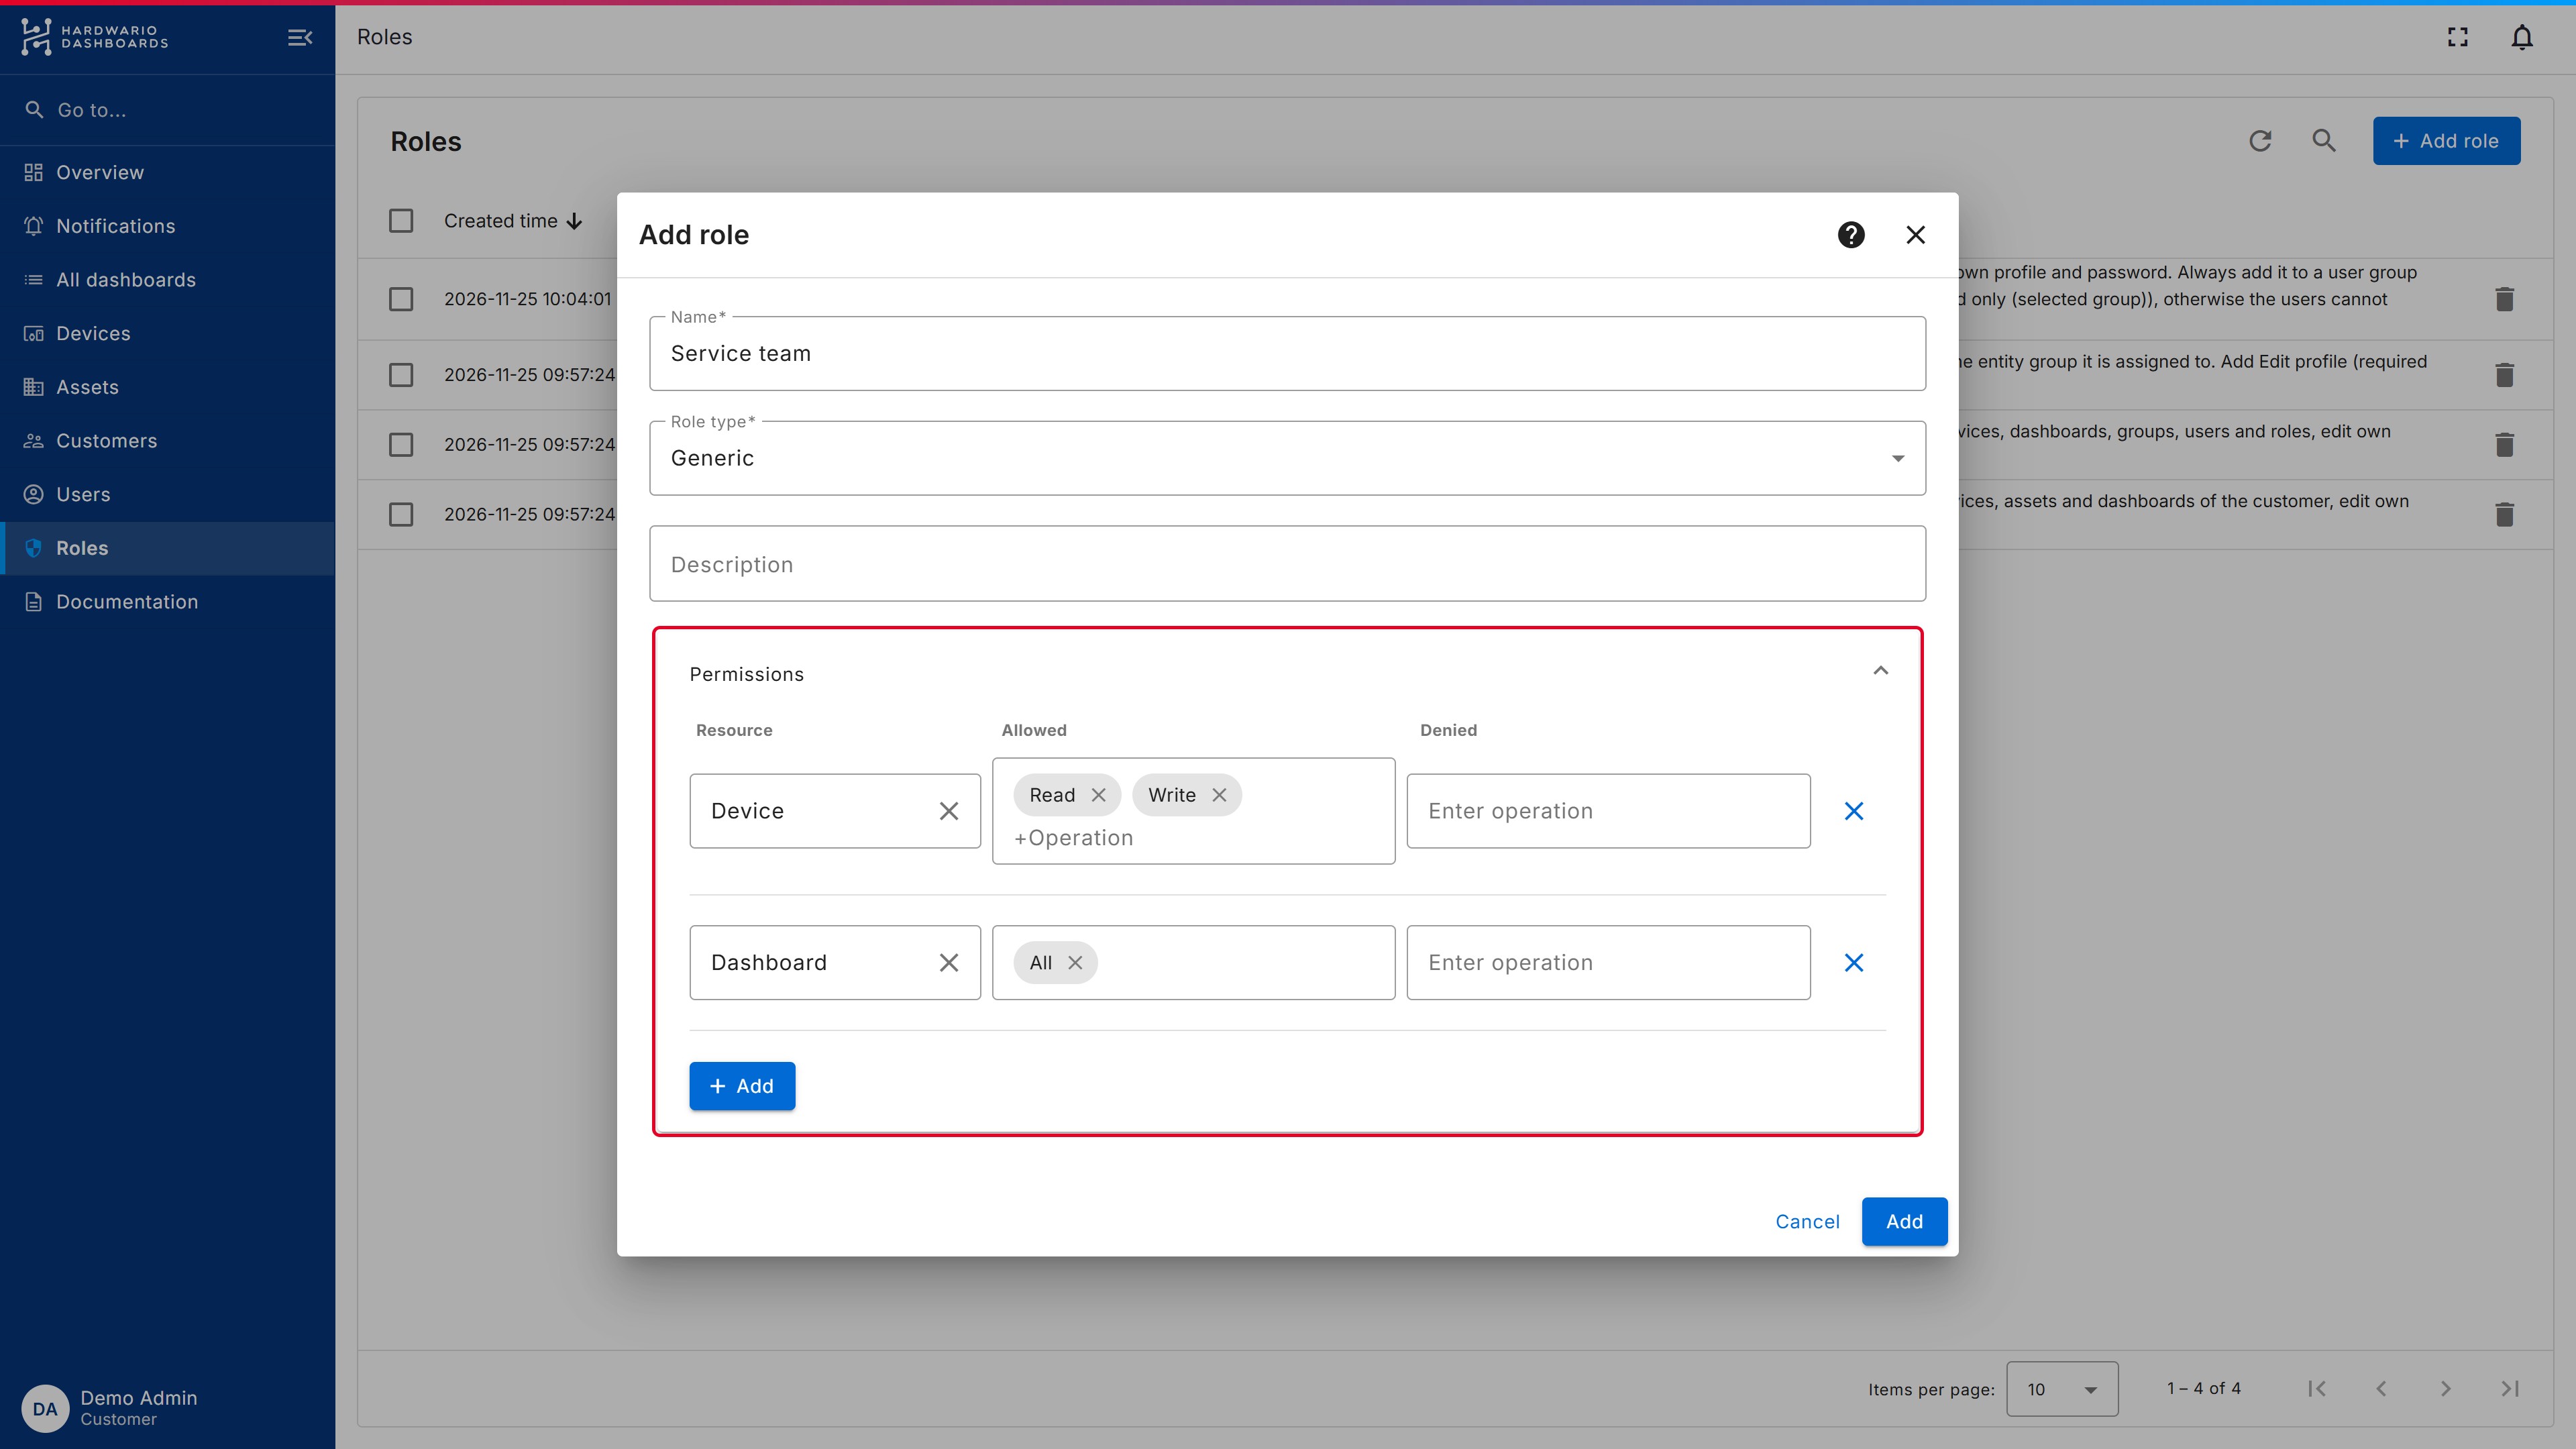 HARDWARIO
DASHBOARDS
Go to...
Overview
Notifications
All dashboards
Devices
Assets
Customers
Users
Roles
Documentation
DA
Demo Admin
Customer
Roles
Roles
+ Add role
Created time
2026-11-25 10:04:01
own profile and password. Always add it to a user group
only (selected group)), otherwise the users cannot
2026-11-25 09:57:24
entity group it is assigned to. Add Edit profile (required
2026-11-25 09:57:24
dashboards, groups, users and roles, edit own
2026-11-25 09:57:24
assets and dashboards of the customer, edit own
Add role
Name*
Service team
Role type*
Generic
Description
Permissions
Resource Allowed Denied
Device
Read
Write
+Operation
Enter operation
Dashboard
All
Enter operation
+ Add
Cancel
Add
Items per page:
10
1 – 4 of 4